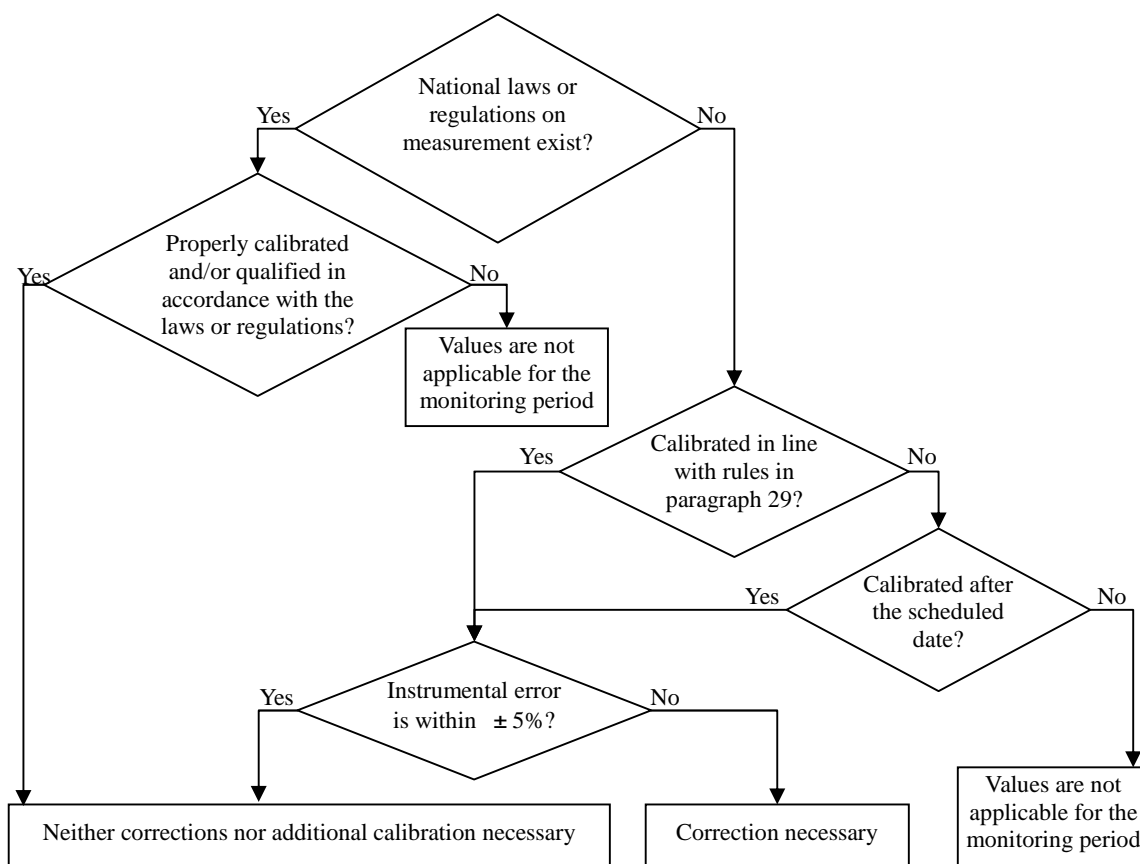 National laws or
regulations on
measurement exist?
Yes
No
Properly calibrated
and/or qualified in
accordance with the
laws or regulations?
Yes
No
Values are not
applicable for the
monitoring period
Calibrated in line
with rules in
paragraph 29?
Yes
No
Calibrated after
the scheduled
date?
Yes
No
Instrumental error
is within ± 5%?
Yes
No
Values are not
applicable for the
monitoring period
Neither corrections nor additional calibration necessary
Correction necessary